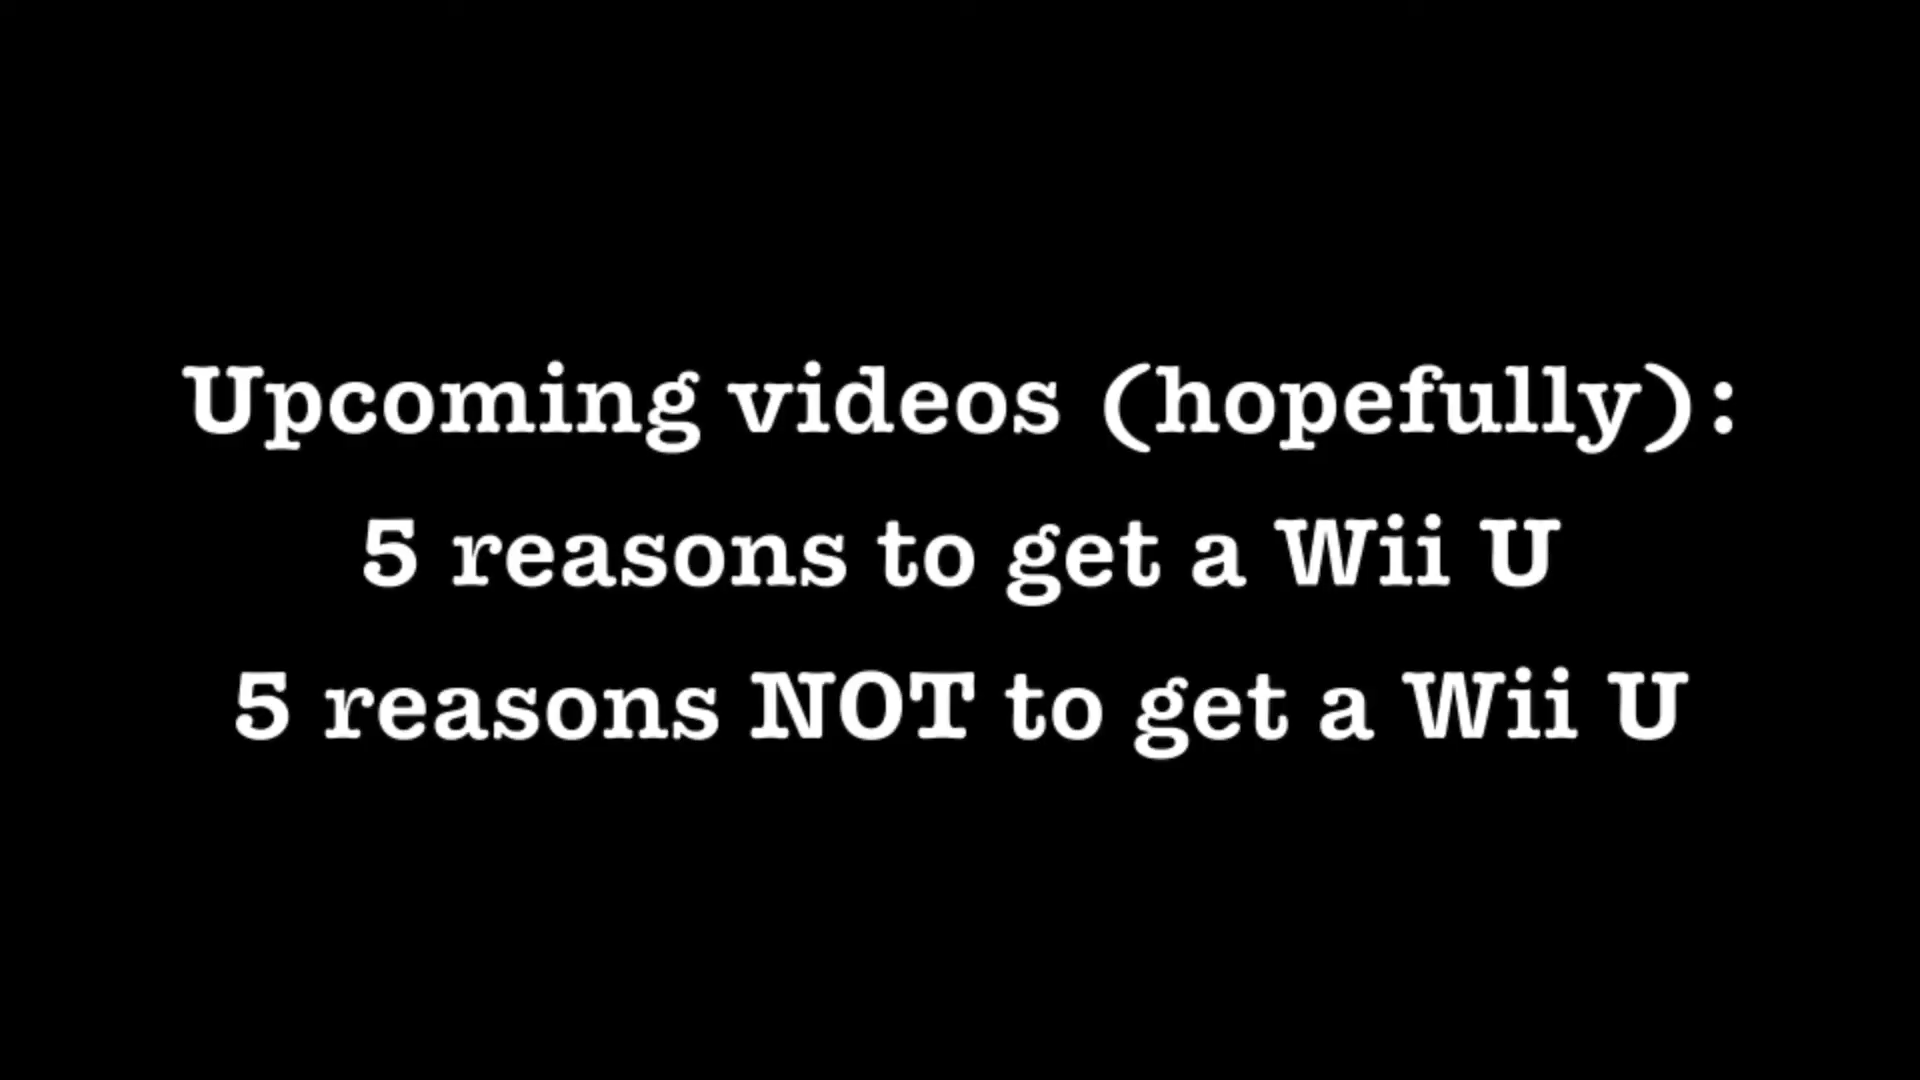 Upcoming videos (hopefully):
5 reasons to get a Wii U
5 reasons NOT to get a Wii U